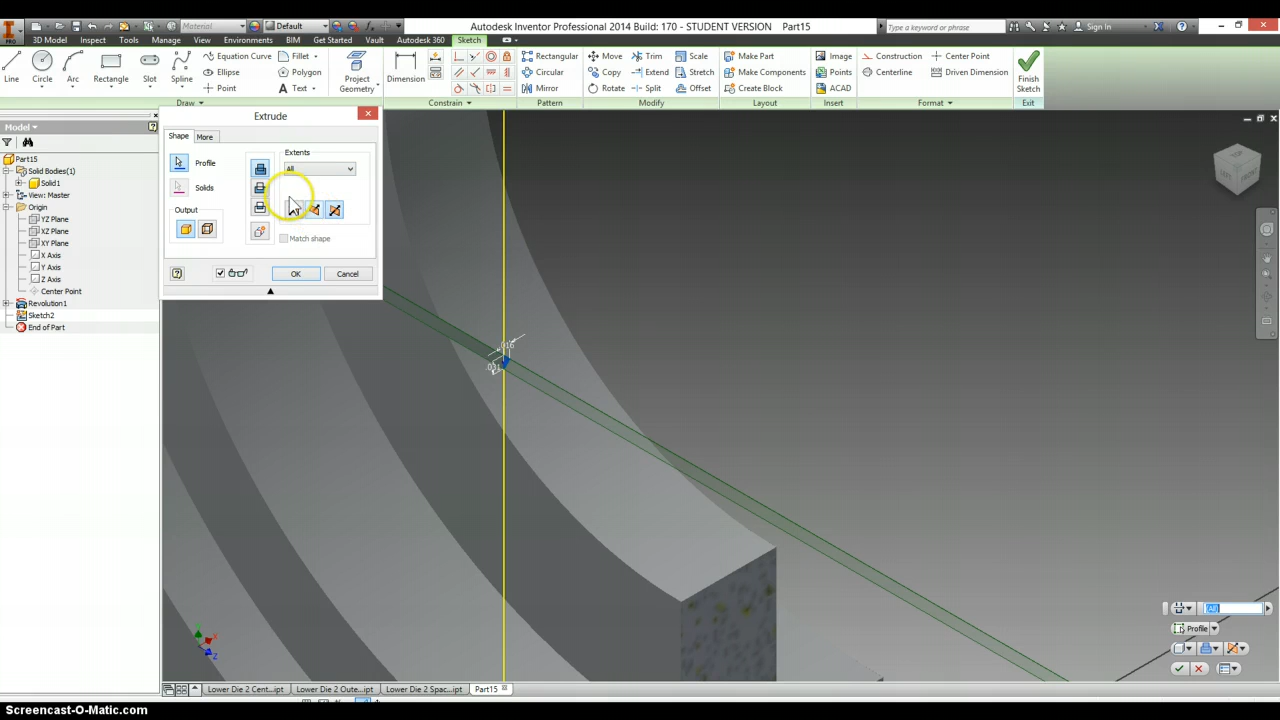 Material
Default
Autodesk Inventor Professional 2014 Build: 170 - STUDENT VERSION Part15
Type a keyword or phrase
Sign In
PRO
3D Model
Inspect
Tools
Manage
View
Environments
BIM
Get Started
Vault
Autodesk 360
Sketch
Line
Circle
Arc
Rectangle
Slot
Spline
Equation Curve
Ellipse
Point
Fillet
Polygon
Text
Project
Geometry
Dimension
Rectangular
Circular
Mirror
Move
Copy
Rotate
Trim
Extend
Split
Scale
Stretch
Offset
Make Part
Make Components
Create Block
Image
Points
ACAD
Construction
Centerline
Center Point
Driven Dimension
Finish
Sketch
Draw
Constrain
Pattern
Modify
Layout
Insert
Format
Exit
Model
Part15
Solid Bodies(1)
Solid1
View: Master
Origin
YZ Plane
XZ Plane
XY Plane
X Axis
Y Axis
Z Axis
Center Point
Revolution1
Sketch2
End of Part
Extrude
Shape
More
Profile
Solids
Output
Extents
All
Match shape
OK
Cancel
.016
.031
(All)
Profile
Y
X
Z
Lower Die 2 Cent...ipt
Lower Die 2 Oute...ipt
Lower Die 2 Spac...ipt
Part15
Screencast-O-Matic.com